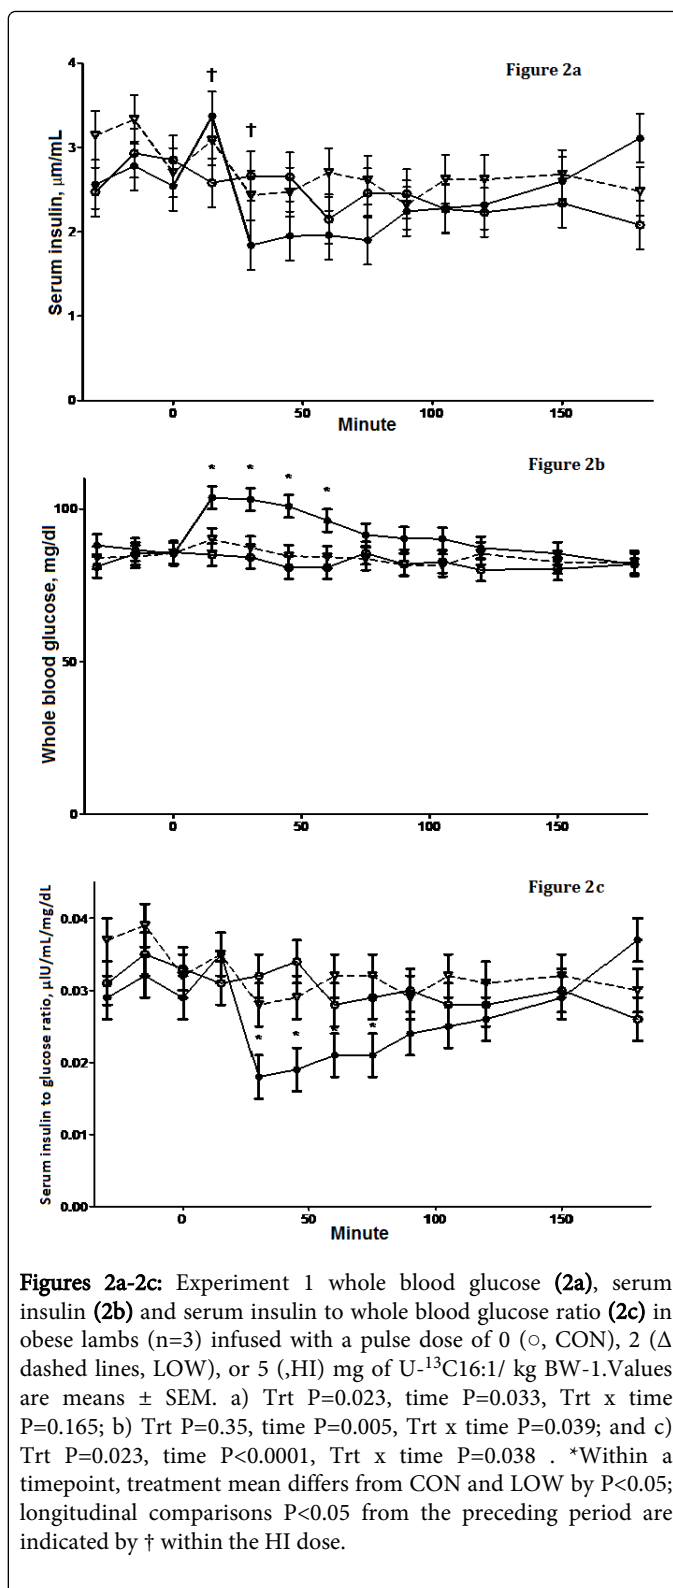 Figure 2a
†
†
4
3
2
1
0
Serum insulin, μm/mL
0
50
100
150
Minute
Figure 2b
* * * *
100
50
0
Whole blood glucose, mg/dl
0
50
100
150
Figure 2c
0.04
0.03
0.02
0.01
0.00
Serum insulin to glucose ratio, μIU/mL/mg/dL
* * * *
0
50
100
150
Minute
Figures 2a-2c: Experiment 1 whole blood glucose (2a), serum
insulin (2b) and serum insulin to whole blood glucose ratio (2c) in
obese lambs (n=3) infused with a pulse dose of 0 (○, CON), 2 (Δ
dashed lines, LOW), or 5 (,HI) mg of U-¹³C16:1/ kg BW-1.Values
are means ± SEM. a) Trt P=0.023, time P=0.033, Trt x time
P=0.165; b) Trt P=0.35, time P=0.005, Trt x time P=0.039; and c)
Trt P=0.023, time P<0.0001, Trt x time P=0.038 . *Within a
timepoint, treatment mean differs from CON and LOW by P<0.05;
longitudinal comparisons P<0.05 from the preceding period are
indicated by † within the HI dose.